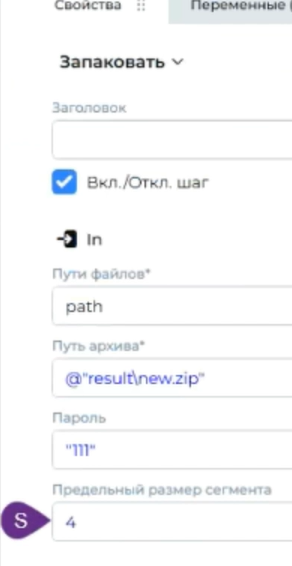 Свойства
Переменные
Запаковать
Заголовок
Вкл./Откл. шаг
In
Пути файлов*
path
Путь архива*
@"result\new.zip"
Пароль
"111"
Предельный размер сегмента
S
4